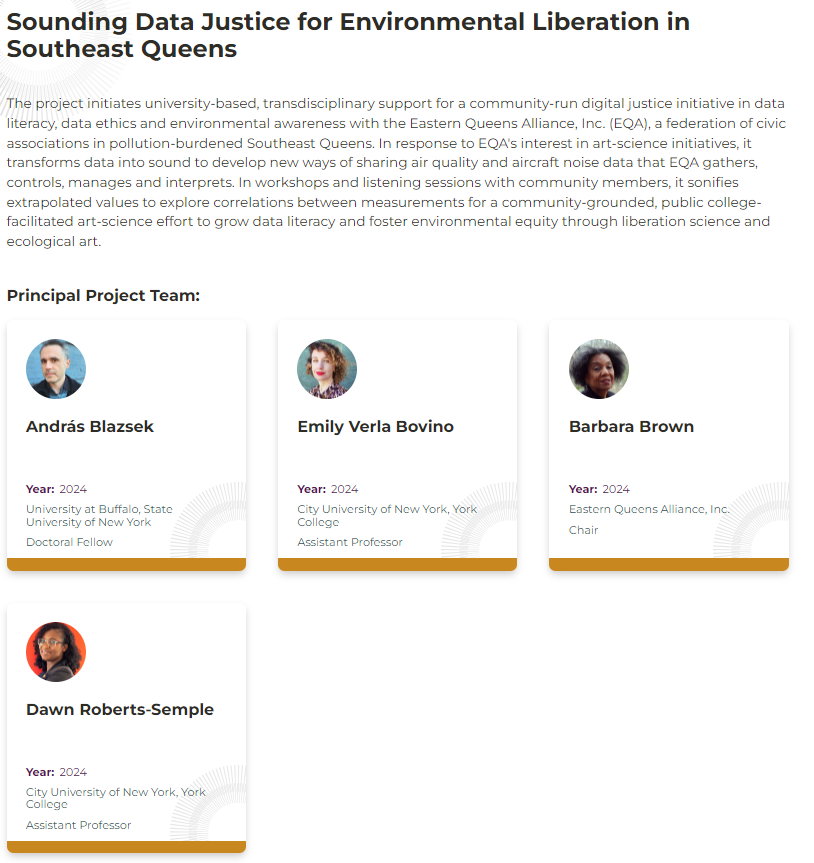 Sounding Data Justice for Environmental Liberation in
Southeast Queens
The project initiates university-based, transdisciplinary support for a community-run digital justice initiative in data
literacy, data ethics and environmental awareness with the Eastern Queens Alliance, Inc. (EQA), a federation of civic
associations in pollution-burdened Southeast Queens. In response to EQA's interest in art-science initiatives, it
transforms data into sound to develop new ways of sharing air quality and aircraft noise data that EQA gathers,
controls, manages and interprets. In workshops and listening sessions with community members, it sonifies
extrapolated values to explore correlations between measurements for a community-grounded, public college-
facilitated art-science effort to grow data literacy and foster environmental equity through liberation science and
ecological art.
Principal Project Team:
András Blazsek
Year: 2024
University at Buffalo, State
University of New York
Doctoral Fellow
Emily Verla Bovino
Year: 2024
City University of New York, York
College
Assistant Professor
Barbara Brown
Year: 2024
Eastern Queens Alliance, Inc.
Chair
Dawn Roberts-Semple
Year: 2024
City University of New York, York
College
Assistant Professor